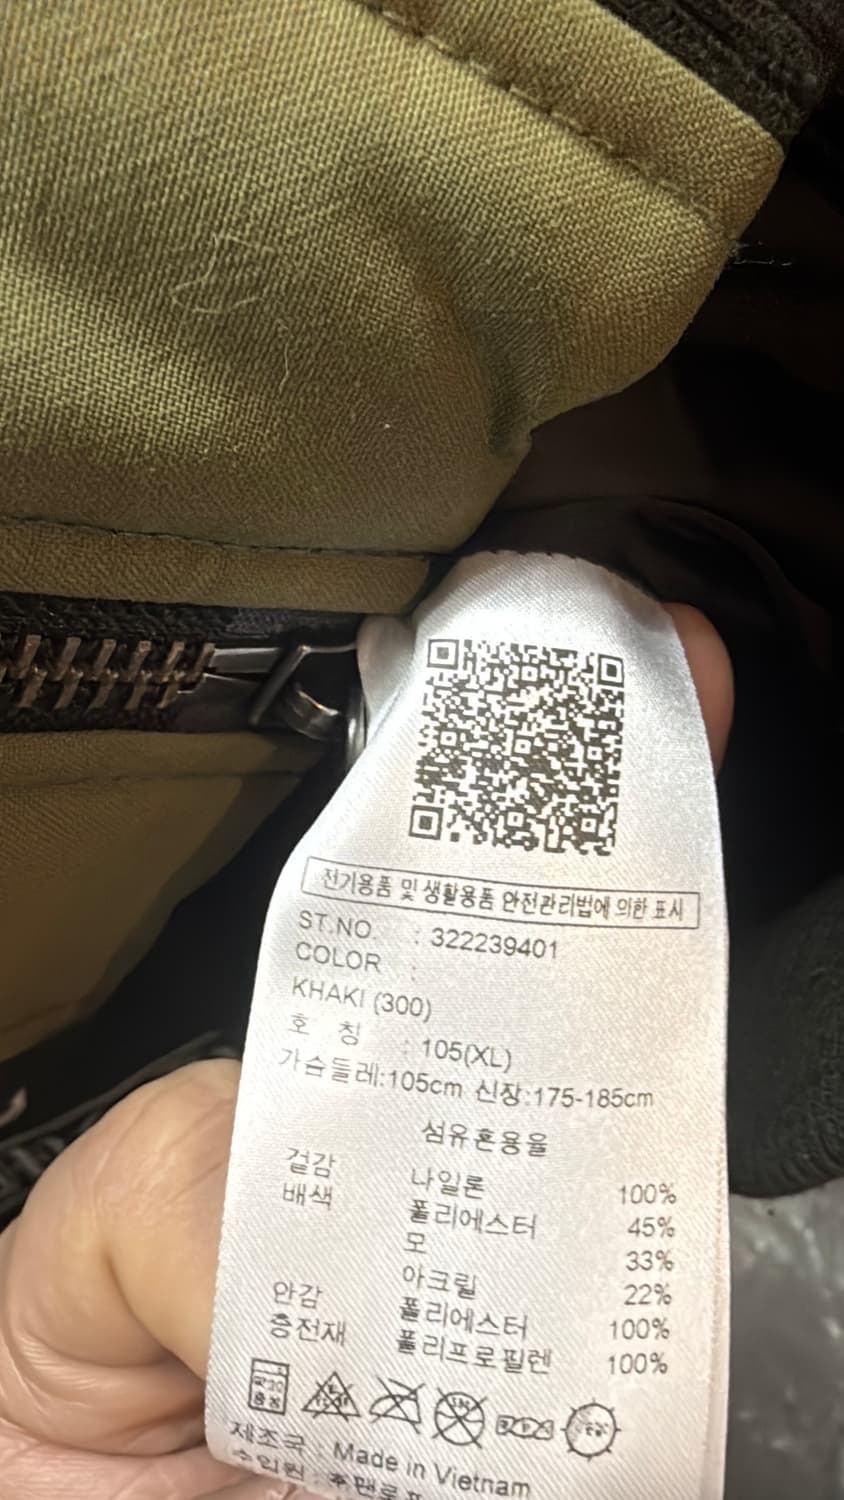 전기용품 및 생활용품 안전관리법에 의한 표시
ST.NO. : 322239401
COLOR :
KHAKI (300)
호 칭 : 105(XL)
가슴둘레:105cm 신장:175-185cm
섬유혼용율
겉감 나일론 100%
배색 폴리에스터 45%
모 33%
아크릴 22%
안감 폴리에스터 100%
충전재 폴리프로필렌 100%
제조국 : Made in Vietnam
수입원 :